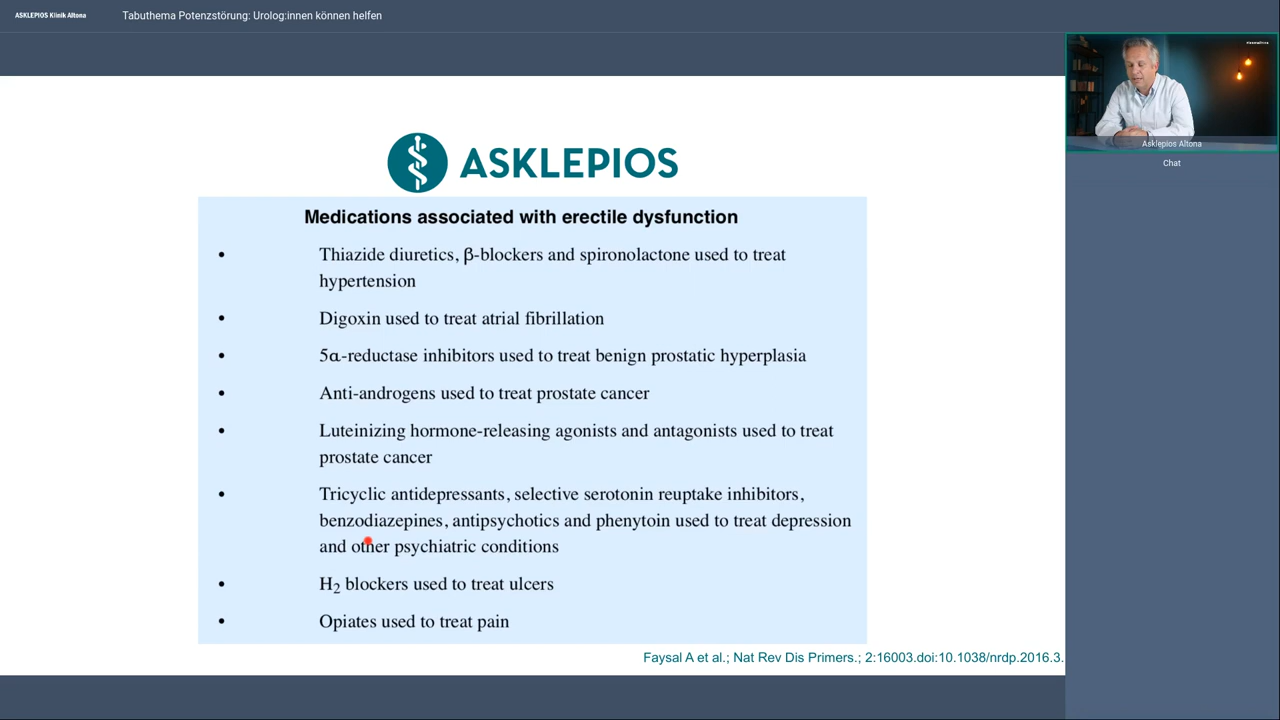 ASKLEPIOS Klinik Altona
Tabuthema Potenzstörung: Urolog:innen können helfen
ASKLEPIOS
Medications associated with erectile dysfunction
• Thiazide diuretics, β-blockers and spironolactone used to treat
hypertension
• Digoxin used to treat atrial fibrillation
• 5α-reductase inhibitors used to treat benign prostatic hyperplasia
• Anti-androgens used to treat prostate cancer
• Luteinizing hormone-releasing agonists and antagonists used to treat
prostate cancer
• Tricyclic antidepressants, selective serotonin reuptake inhibitors,
benzodiazepines, antipsychotics and phenytoin used to treat depression
and other psychiatric conditions
• H₂ blockers used to treat ulcers
• Opiates used to treat pain
Faysal A et al.; Nat Rev Dis Primers.; 2:16003.doi:10.1038/nrdp.2016.3.
Asklepios Altona
Chat